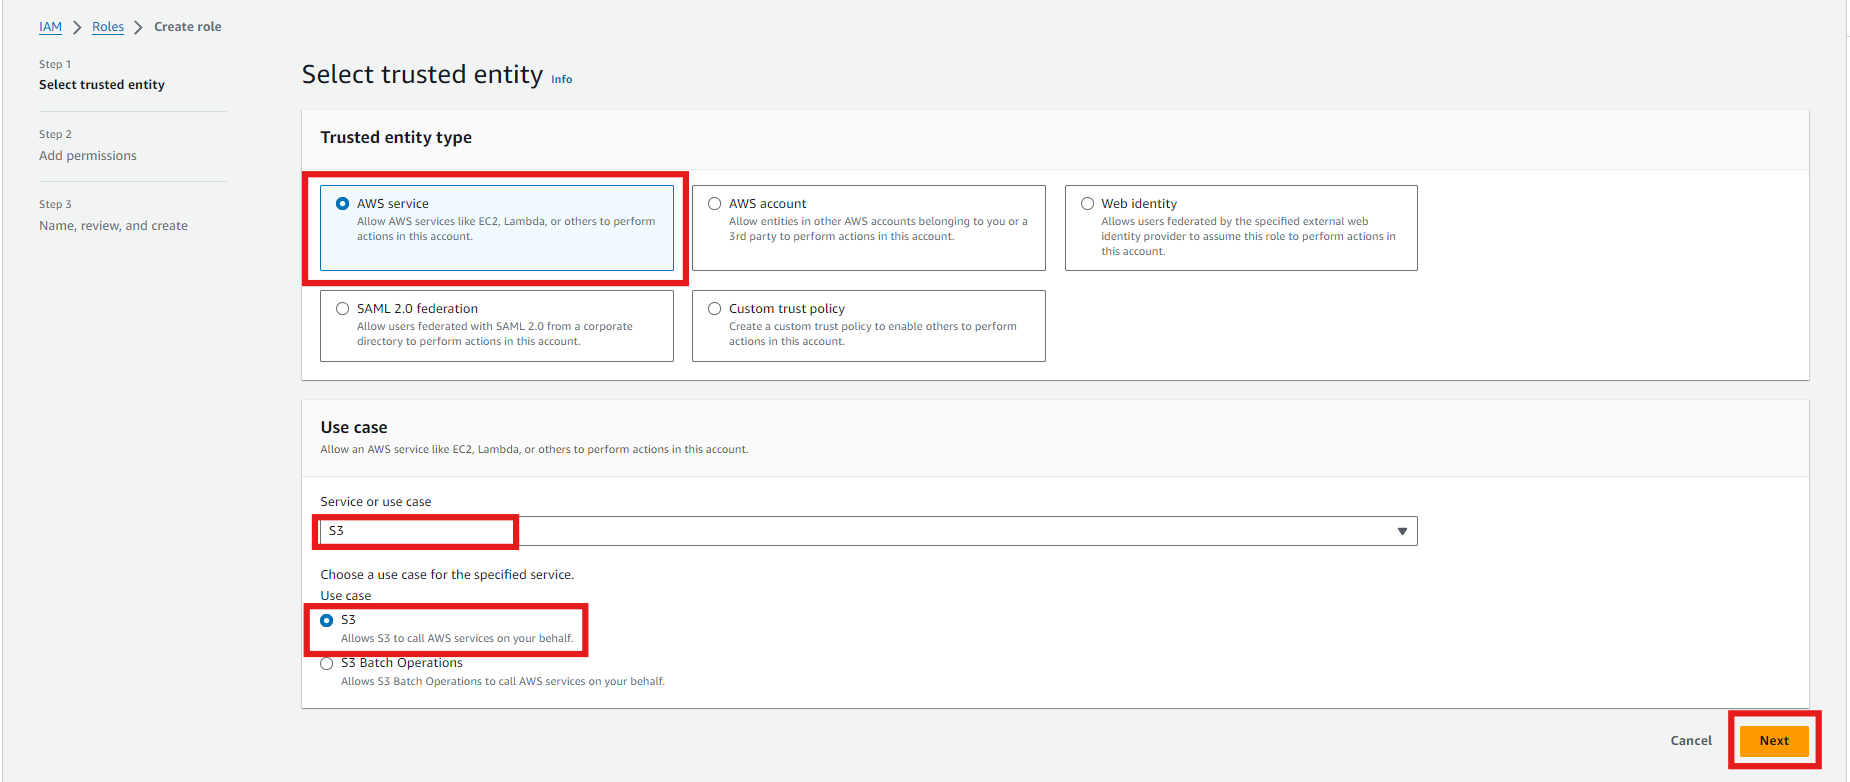 IAM > Roles > Create role
Step 1
Select trusted entity
Step 2
Add permissions
Step 3
Name, review, and create
Select trusted entity Info
Trusted entity type
AWS service
Allow AWS services like EC2, Lambda, or others to perform
actions in this account.
AWS account
Allow entities in other AWS accounts belonging to you or a
3rd party to perform actions in this account.
Web identity
Allows users federated by the specified external web
identity provider to assume this role to perform actions in
this account.
SAML 2.0 federation
Allow users federated with SAML 2.0 from a corporate
directory to perform actions in this account.
Custom trust policy
Create a custom trust policy to enable others to perform
actions in this account.
Use case
Allow an AWS service like EC2, Lambda, or others to perform actions in this account.
Service or use case
S3
Choose a use case for the specified service.
Use case
S3
Allows S3 to call AWS services on your behalf.
S3 Batch Operations
Allows S3 Batch Operations to call AWS services on your behalf.
Cancel
Next